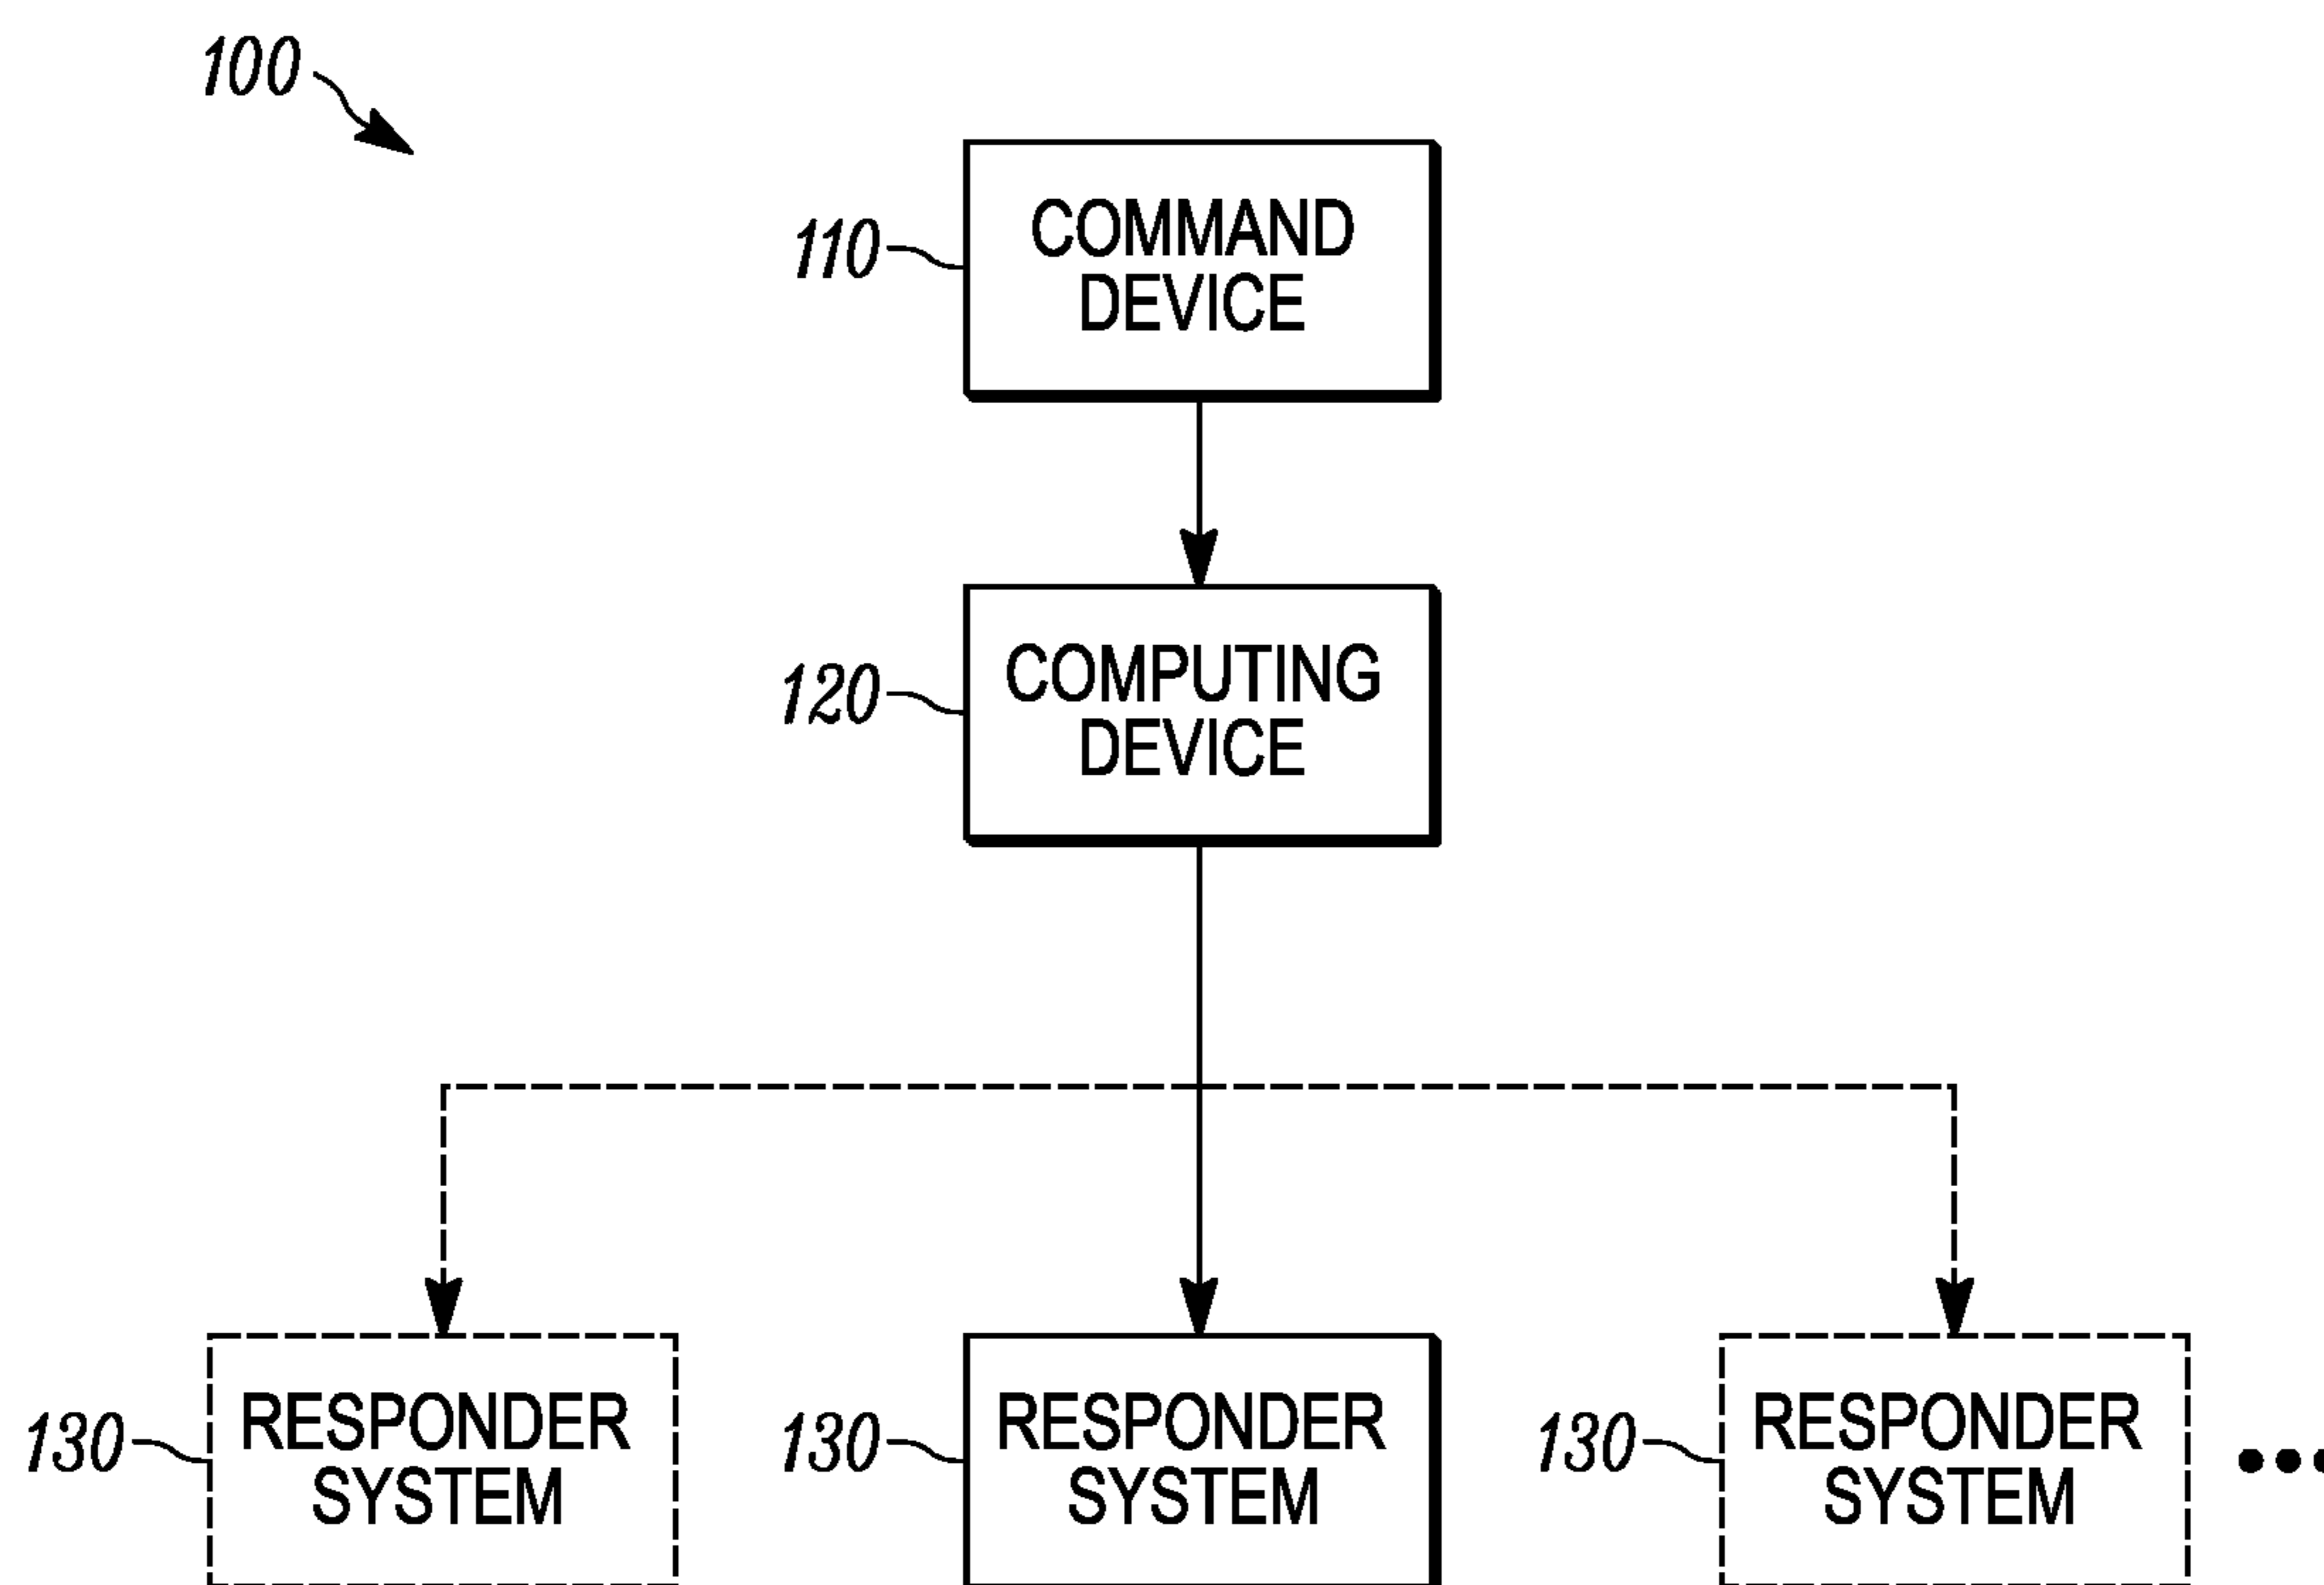 100
110
COMMAND
DEVICE
120
COMPUTING
DEVICE
130
RESPONDER
SYSTEM
130
RESPONDER
SYSTEM
130
RESPONDER
SYSTEM
...